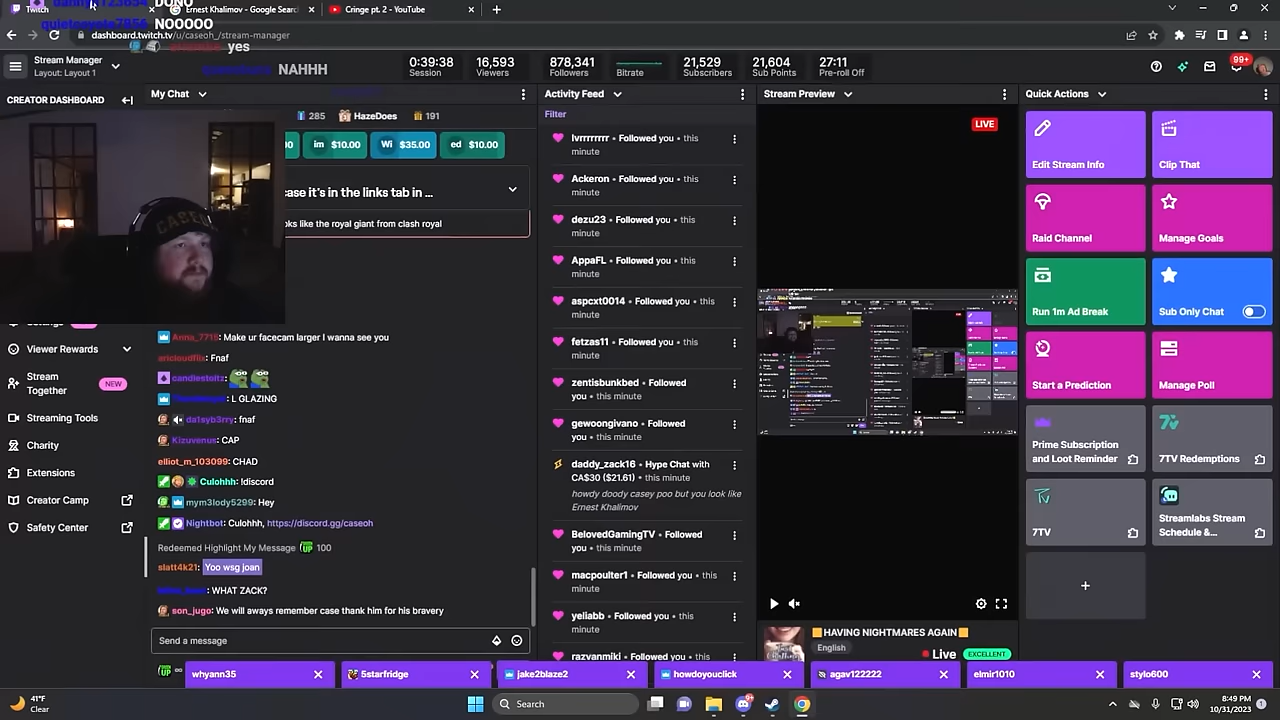 Twitch
Ernest Khalimov - Google Searc
Cringe pt. 2 - YouTube
DONO
NOOOOO
dashboard.twitch.tv/u/caseoh_/stream-manager
yes
NAHHH
Stream Manager
Layout: Layout 1
0:39:38
Session
16,593
Viewers
878,341
Followers
Bitrate
21,529
Subscribers
21,604
Sub Points
27:11
Pre-roll Off
99+
CREATOR DASHBOARD
My Chat
285
HazeDoes
191
im $10.00
Wi $35.00
ed
case it's in the links tab in ...
oks like the royal giant from clash royal
CASEO
Viewer Rewards
Stream
Together
NEW
Streaming Tools
Charity
Extensions
Creator Camp
Safety Center
Anna_7715: Make ur facecam larger I wanna see you
aricloudflix: Fnaf
candiestoitz:
: L GLAZING
da1syb3rry: fnaf
Kizuvenus: CAP
elliot_m_103099: CHAD
Culohhh: !discord
mym3lody5299: Hey
Nightbot: Culohhh, https://discord.gg/caseoh
Redeemed Highlight My Message 100
slatt4k21: Yoo wsg joan
: WHAT ZACK?
son_jugo: We will aways remember case thank him for his bravery
Send a message
Activity Feed
Filter
lvrrrrrrrr • Followed you • this
minute
Ackeron • Followed you • this
minute
dezu23 • Followed you • this
minute
AppaFL • Followed you • this
minute
aspcxt0014 • Followed you • this
minute
fetzas11 • Followed you • this
minute
zentisbunkbed • Followed
you • this minute
gewoongivano • Followed
you • this minute
daddy_zack16 • Hype Chat with
CA$30 ($21.61) • this minute
howdy doody casey poo but you look like
Ernest Khalimov
BelovedGamingTV • Followed
you • this minute
macpoulter1 • Followed you • this
minute
yeliabb • Followed you • this
minute
razvanmiki • Followed you • this
Stream Preview
LIVE
HAVING NIGHTMARES AGAIN
English
Live
EXCELLENT
Quick Actions
Edit Stream Info
Clip That
Raid Channel
Manage Goals
Run 1m Ad Break
Sub Only Chat
Start a Prediction
Manage Poll
Prime Subscription
and Loot Reminder
7TV Redemptions
7TV
Streamlabs Stream
Schedule &...
+
whyann35
5starfridge
jake2blaze2
howdoyouclick
agav122222
elmir1010
stylo600
41°F
Clear
Search
8:49 PM
10/31/2023